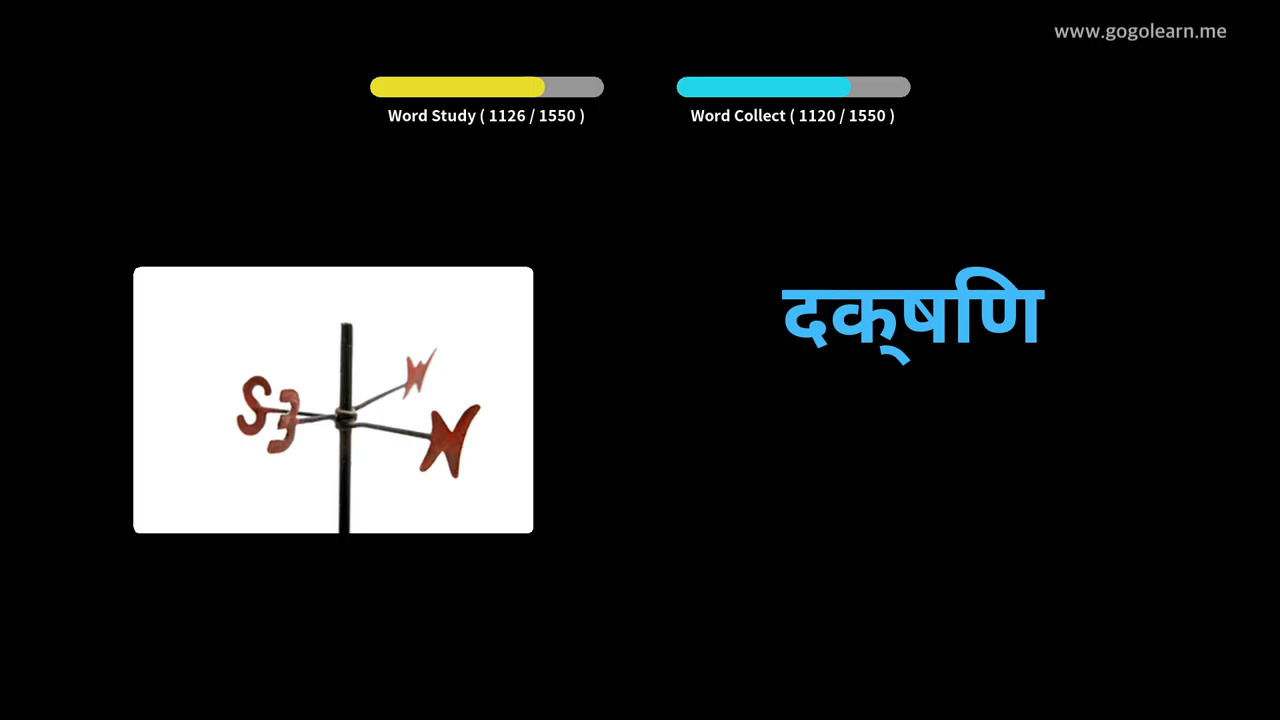 www.gogolearn.me
Word Study ( 1126 / 1550 )
Word Collect ( 1120 / 1550 )
दक्‌षणि
S
E